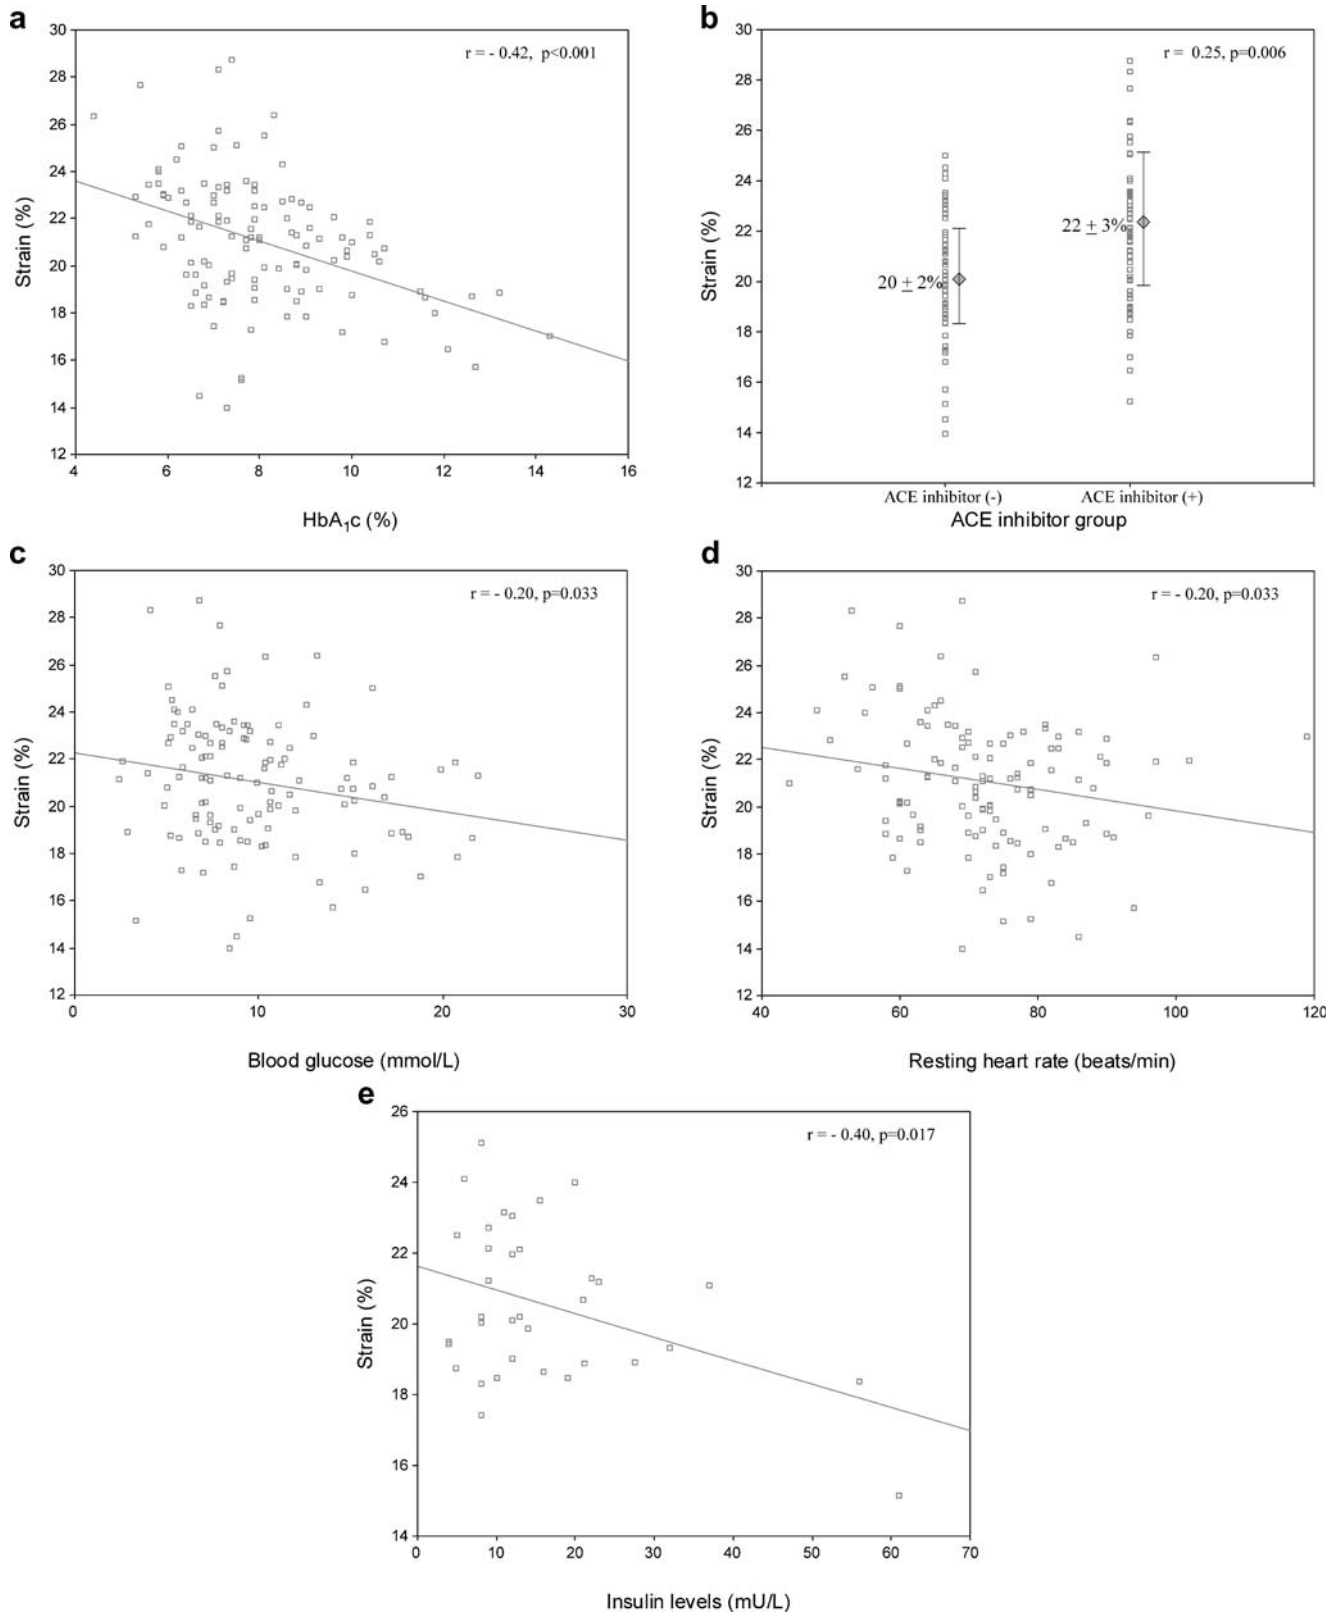 a
r = - 0.42, p<0.001
30
28
26
24
22
20
18
16
14
12
Strain (%)
4 6 8 10 12 14 16
HbA1c (%)
b
r = 0.25, p=0.006
30
28
26
24
22
20
18
16
14
12
Strain (%)
20 ± 2%
22 ± 3%
ACE inhibitor (-) ACE inhibitor (+)
ACE inhibitor group
c
r = - 0.20, p=0.033
30
28
26
24
22
20
18
16
14
12
Strain (%)
0 10 20 30
Blood glucose (mmol/L)
d
r = - 0.20, p=0.033
30
28
26
24
22
20
18
16
14
12
Strain (%)
40 60 80 100 120
Resting heart rate (beats/min)
e
r = - 0.40, p=0.017
26
24
22
20
18
16
14
Strain (%)
0 10 20 30 40 50 60 70
Insulin levels (mU/L)